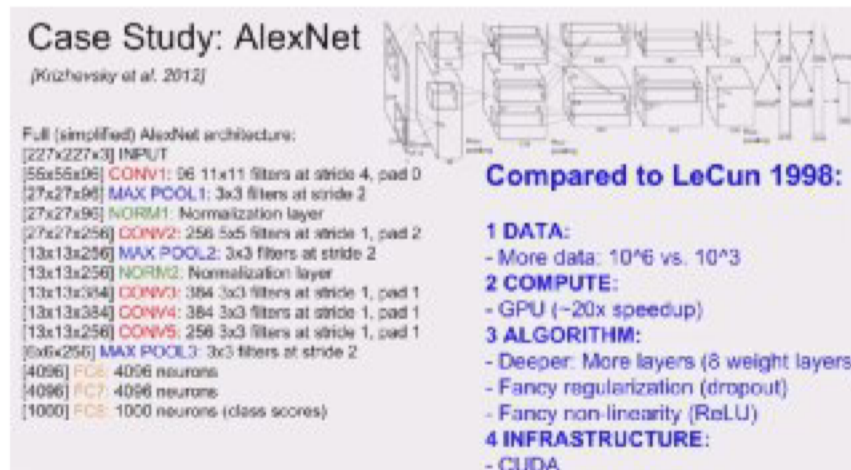 Case Study: AlexNet
[Krizhevsky et al. 2012]
Full (simplified) AlexNet architecture:
[227x227x3] INPUT
[55x55x96] CONV1: 96 11x11 filters at stride 4, pad 0
[27x27x96] MAX POOL1: 3x3 filters at stride 2
[27x27x96] NORM1: Normalization layer
[27x27x256] CONV2: 256 5x5 filters at stride 1, pad 2
[13x13x256] MAX POOL2: 3x3 filters at stride 2
[13x13x256] NORM2: Normalization layer
[13x13x384] CONV3: 384 3x3 filters at stride 1, pad 1
[13x13x384] CONV4: 384 3x3 filters at stride 1, pad 1
[13x13x256] CONV5: 256 3x3 filters at stride 1, pad 1
[6x6x256] MAX POOL3: 3x3 filters at stride 2
[4096] FC6: 4096 neurons
[4096] FC7: 4096 neurons
[1000] FC8: 1000 neurons (class scores)
Compared to LeCun 1998:
1 DATA:
- More data: 10^6 vs. 10^3
2 COMPUTE:
- GPU (~20x speedup)
3 ALGORITHM:
- Deeper: More layers (8 weight layers
- Fancy regularization (dropout)
- Fancy non-linearity (ReLU)
4 INFRASTRUCTURE:
- CUDA